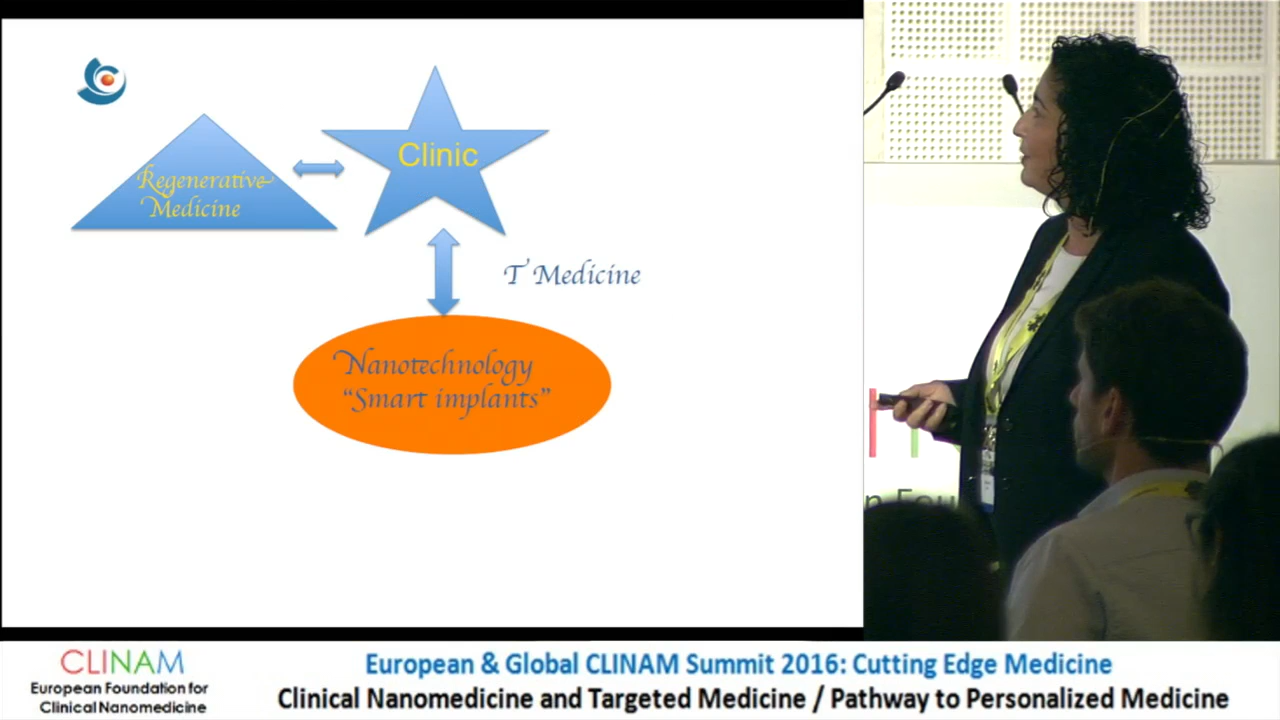 Clinic
Regenerative
Medicine
T Medicine
Nanotechnology
"Smart implants"
CLINAM
European Foundation for
Clinical Nanomedicine
European & Global CLINAM Summit 2016: Cutting Edge Medicine
Clinical Nanomedicine and Targeted Medicine / Pathway to Personalized Medicine